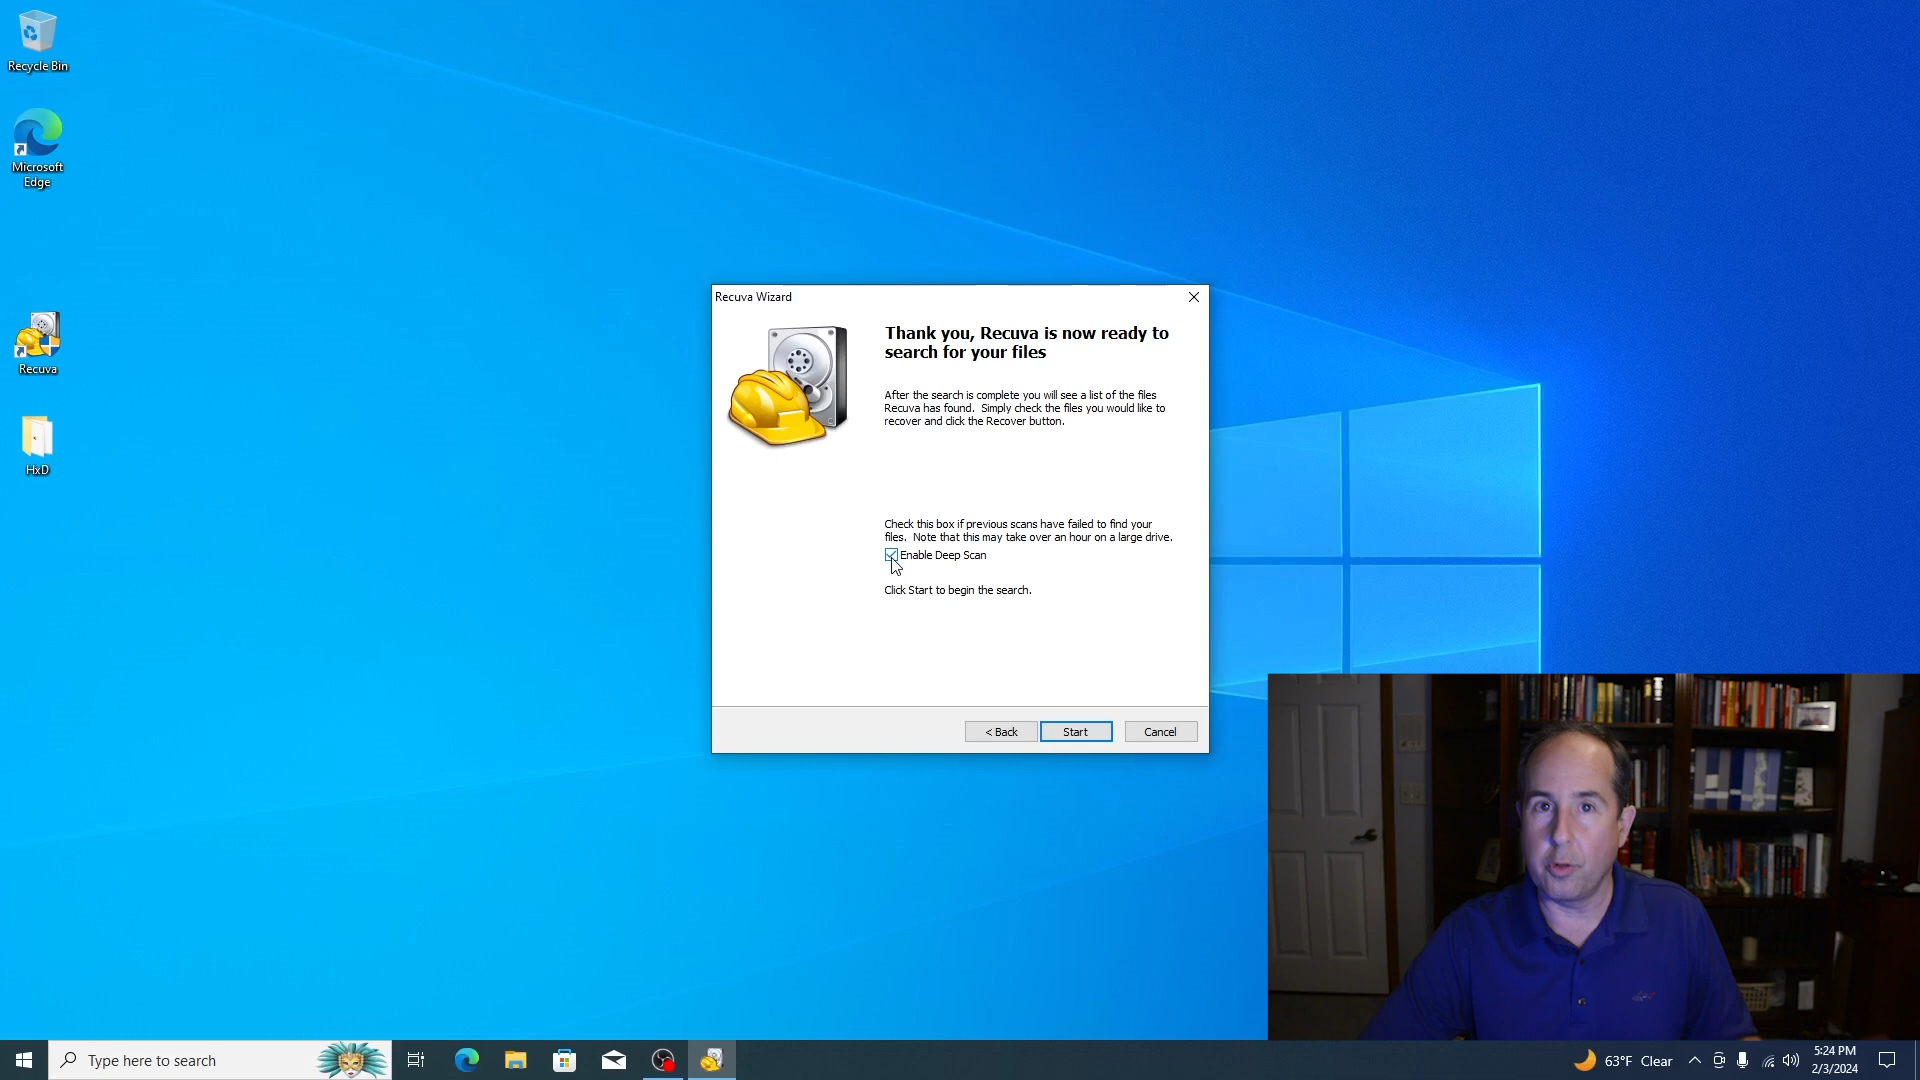 Recycle Bin
Microsoft
Edge
Recuva
HxD
Recuva Wizard
Thank you, Recuva is now ready to
search for your files
After the search is complete you will see a list of the files
Recuva has found. Simply check the files you would like to
recover and click the Recover button.
Check this box if previous scans have failed to find your
files. Note that this may take over an hour on a large drive.
Enable Deep Scan
Click Start to begin the search.
< Back
Start
Cancel
Type here to search
63°F Clear
5:24 PM
2/3/2024